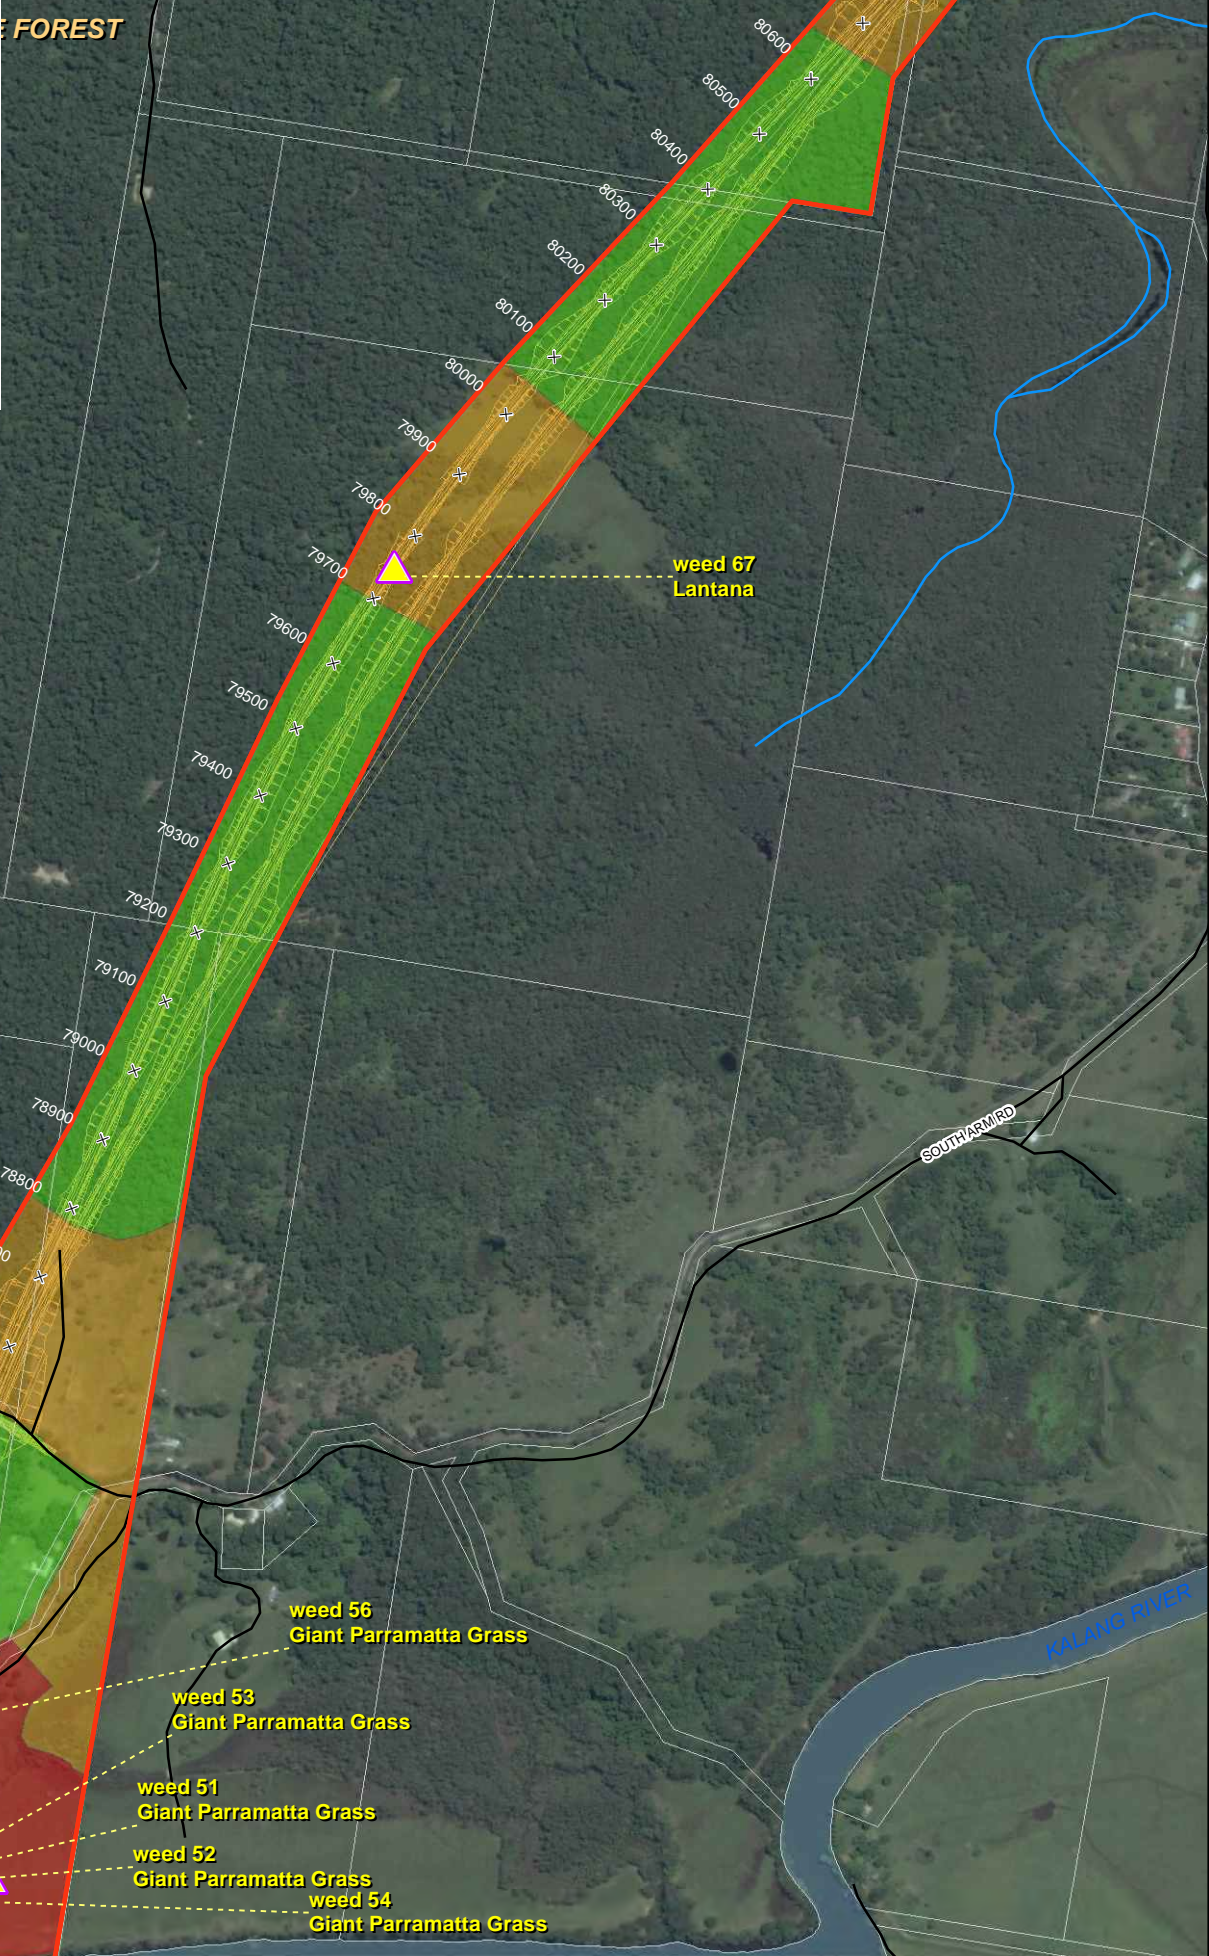 E FOREST
80600
80500
80400
80300
80200
80100
80000
79900
79800
79700
weed 67
Lantana
79600
79500
79400
79300
79200
79100
79000
78900
78800
SOUTH ARM RD
KALANG RIVER
weed 56
Giant Parramatta Grass
weed 53
Giant Parramatta Grass
weed 51
Giant Parramatta Grass
weed 52
Giant Parramatta Grass
weed 54
Giant Parramatta Grass